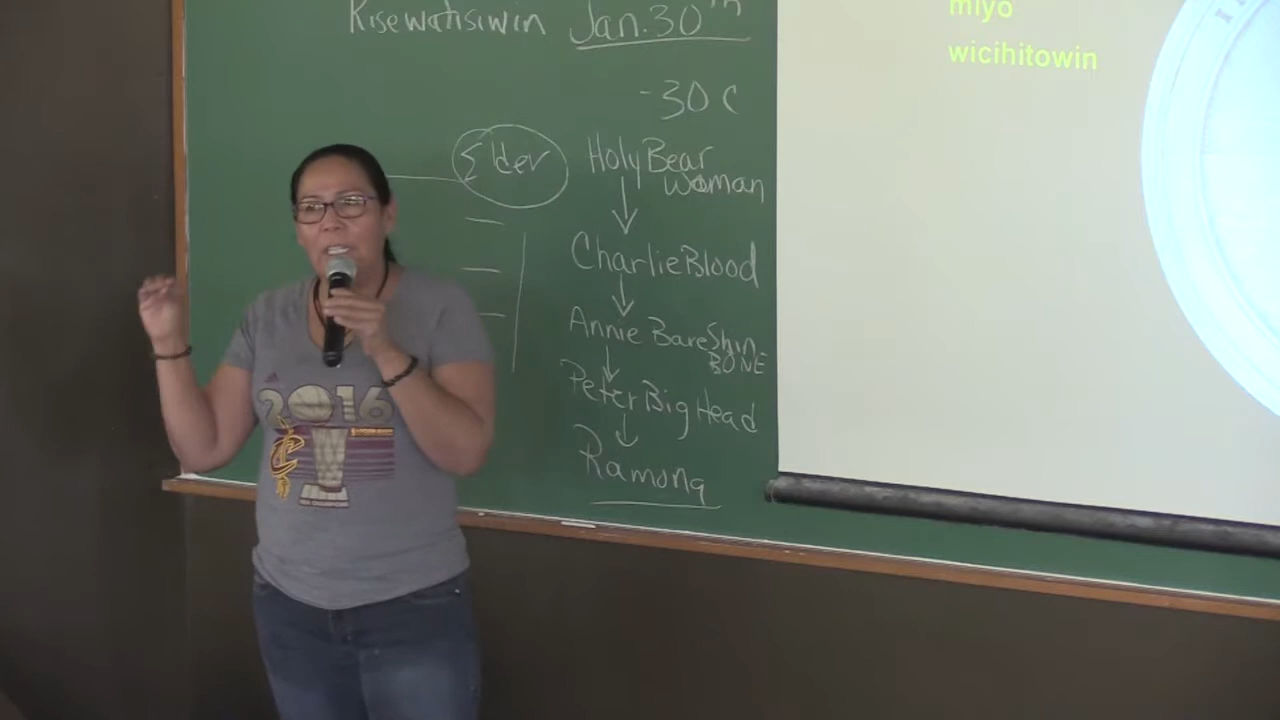 Kisewatisiwin Jan. 30th
-30 C
Elder
Holy Bear
Woman
Charlie Blood
Annie Bare Shin
BONE
Peter Big Head
Ramona
miyo
wicihitowin
2016